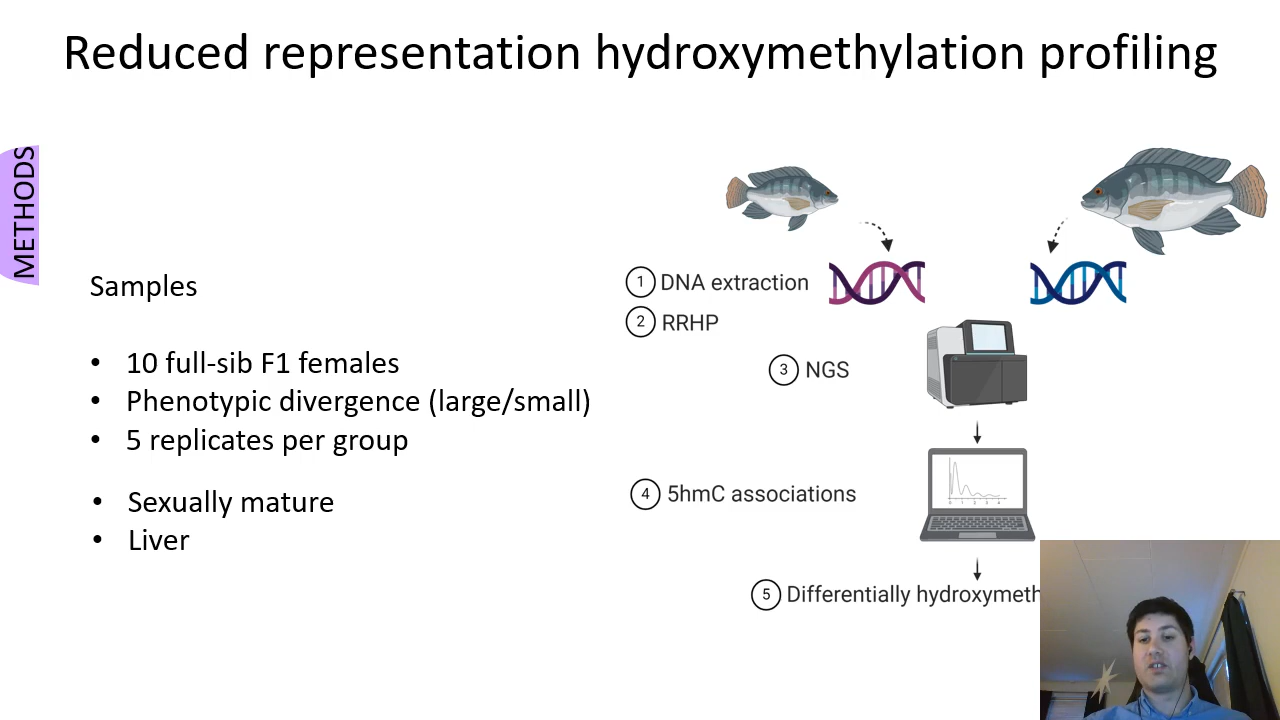 Reduced representation hydroxymethylation profiling
METHODS
Samples
• 10 full-sib F1 females
• Phenotypic divergence (large/small)
• 5 replicates per group
• Sexually mature
• Liver
1 DNA extraction
2 RRHP
3 NGS
4 5hmC associations
5 Differentially hydroxymeth